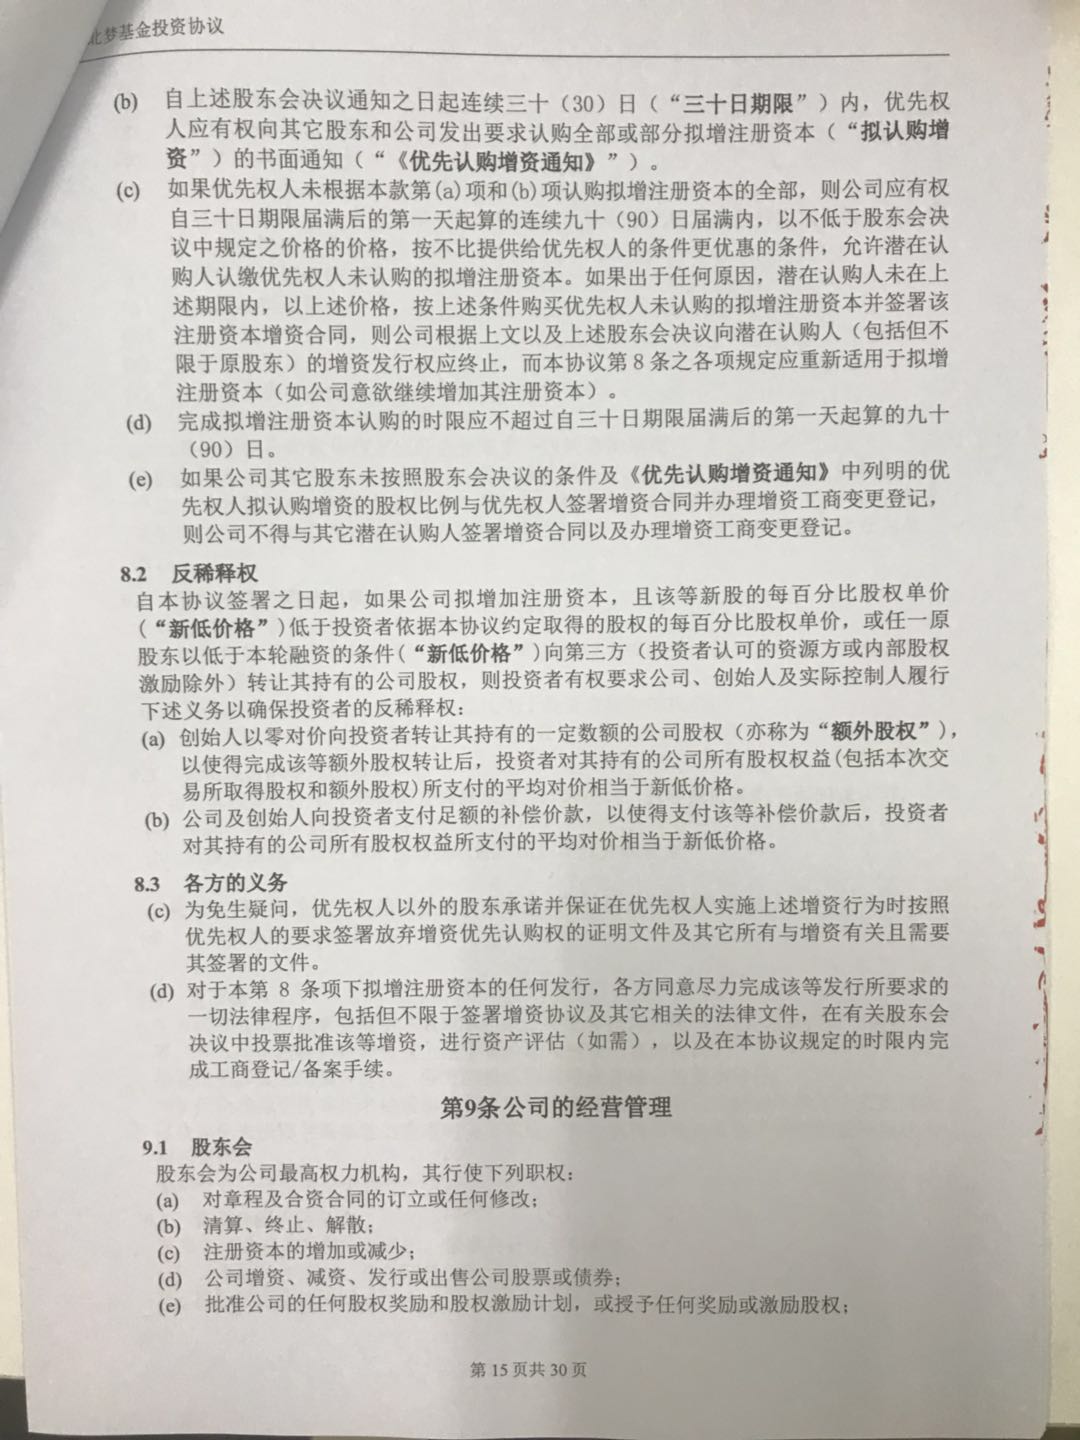 北梦基金投资协议
(b) 自上述股东会决议通知之日起连续三十（30）日（“三十日期限”）内，优先权
人应有权向其它股东和公司发出要求认购全部或部分拟增注册资本（“拟认购增
资”）的书面通知（“《优先认购增资通知》”）。
(c) 如果优先权人未根据本款第(a)项和(b)项认购拟增注册资本的全部，则公司应有权
自三十日期限届满后的第一天起算的连续九十（90）日届满内，以不低于股东会决
议中规定之价格的价格，按不比提供给优先权人的条件更优惠的条件，允许潜在认
购人认缴优先权人未认购的拟增注册资本。如果出于任何原因，潜在认购人未在上
述期限内，以上述价格，按上述条件购买优先权人未认购的拟增注册资本并签署该
注册资本增资合同，则公司根据上文以及上述股东会决议向潜在认购人（包括但不
限于原股东）的增资发行权应终止，而本协议第8条之各项规定应重新适用于拟增
注册资本（如公司意欲继续增加其注册资本）。
(d) 完成拟增注册资本认购的时限应不超过自三十日期限届满后的第一天起算的九十
（90）日。
(e) 如果公司其它股东未按照股东会决议的条件及《优先认购增资通知》中列明的优
先权人拟认购增资的股权比例与优先权人签署增资合同并办理增资工商变更登记，
则公司不得与其它潜在认购人签署增资合同以及办理增资工商变更登记。
8.2 反稀释权
自本协议签署之日起，如果公司拟增加注册资本，且该等新股的每百分比股权单价
(“新低价格”)低于投资者依据本协议约定取得的股权的每百分比股权单价，或任一原
股东以低于本轮融资的条件(“新低价格”)向第三方（投资者认可的资源方或内部股权
激励除外）转让其持有的公司股权，则投资者有权要求公司、创始人及实际控制人履行
下述义务以确保投资者的反稀释权：
(a) 创始人以零对价向投资者转让其持有的一定数额的公司股权（亦称为“额外股权”），
以使得完成该等额外股权转让后，投资者对其持有的公司所有股权权益(包括本次交
易所取得股权和额外股权)所支付的平均对价相当于新低价格。
(b) 公司及创始人向投资者支付足额的补偿价款，以使得支付该等补偿价款后，投资者
对其持有的公司所有股权权益所支付的平均对价相当于新低价格。
8.3 各方的义务
(c) 为免生疑问，优先权人以外的股东承诺并保证在优先权人实施上述增资行为时按照
优先权人的要求签署放弃增资优先认购权的证明文件及其它所有与增资有关且需要
其签署的文件。
(d) 对于本第 8 条项下拟增注册资本的任何发行，各方同意尽力完成该等发行所要求的
一切法律程序，包括但不限于签署增资协议及其它相关的法律文件，在有关股东会
决议中投票批准该等增资，进行资产评估（如需），以及在本协议规定的时限内完
成工商登记/备案手续。
第9条公司的经营管理
9.1 股东会
股东会为公司最高权力机构，其行使下列职权：
(a) 对章程及合资合同的订立或任何修改；
(b) 清算、终止、解散；
(c) 注册资本的增加或减少；
(d) 公司增资、减资、发行或出售公司股票或债券；
(e) 批准公司的任何股权奖励和股权激励计划，或授予任何奖励或激励股权；
第 15 页共 30 页